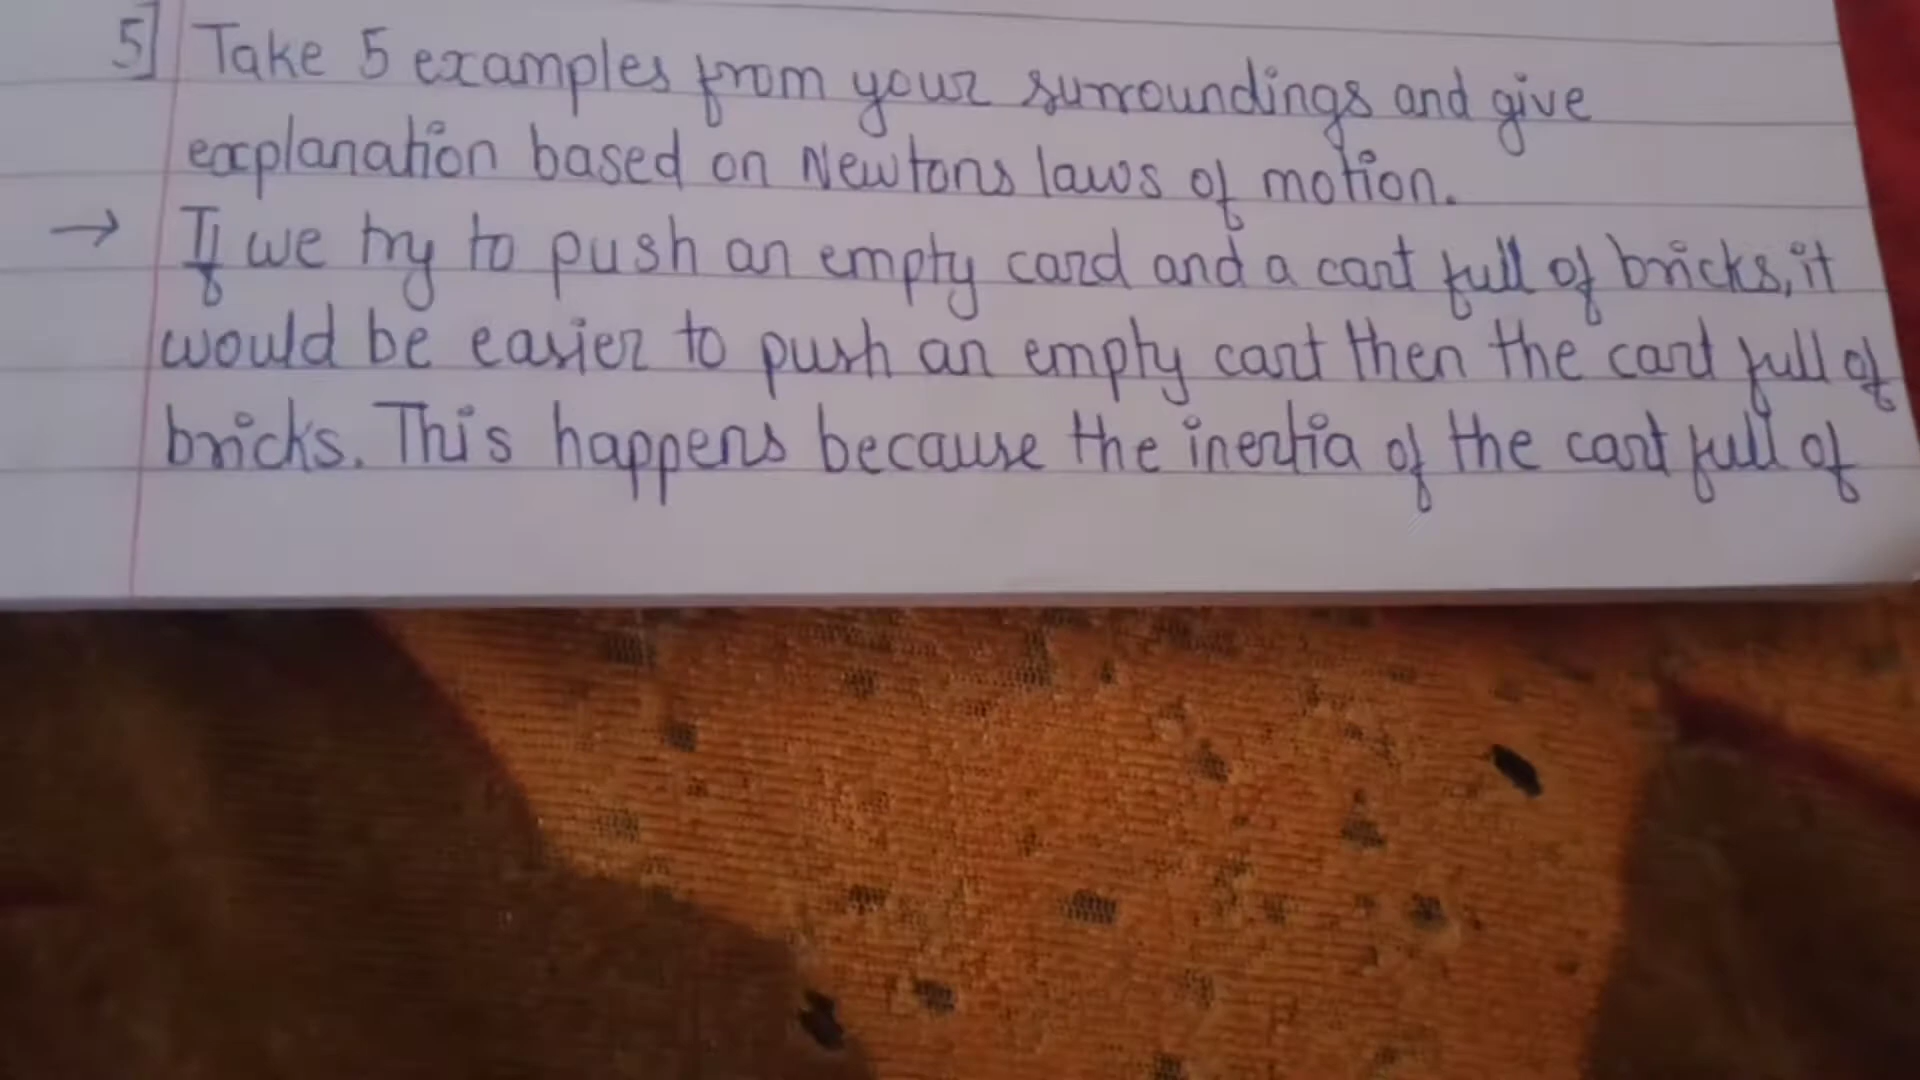 5] Take 5 examples from your surroundings and give
explanation based on Newtons laws of motion.
→ If we try to push an empty card and a cart full of bricks, it
would be easier to push an empty cart then the cart full of
bricks. This happens because the inertia of the cart full of